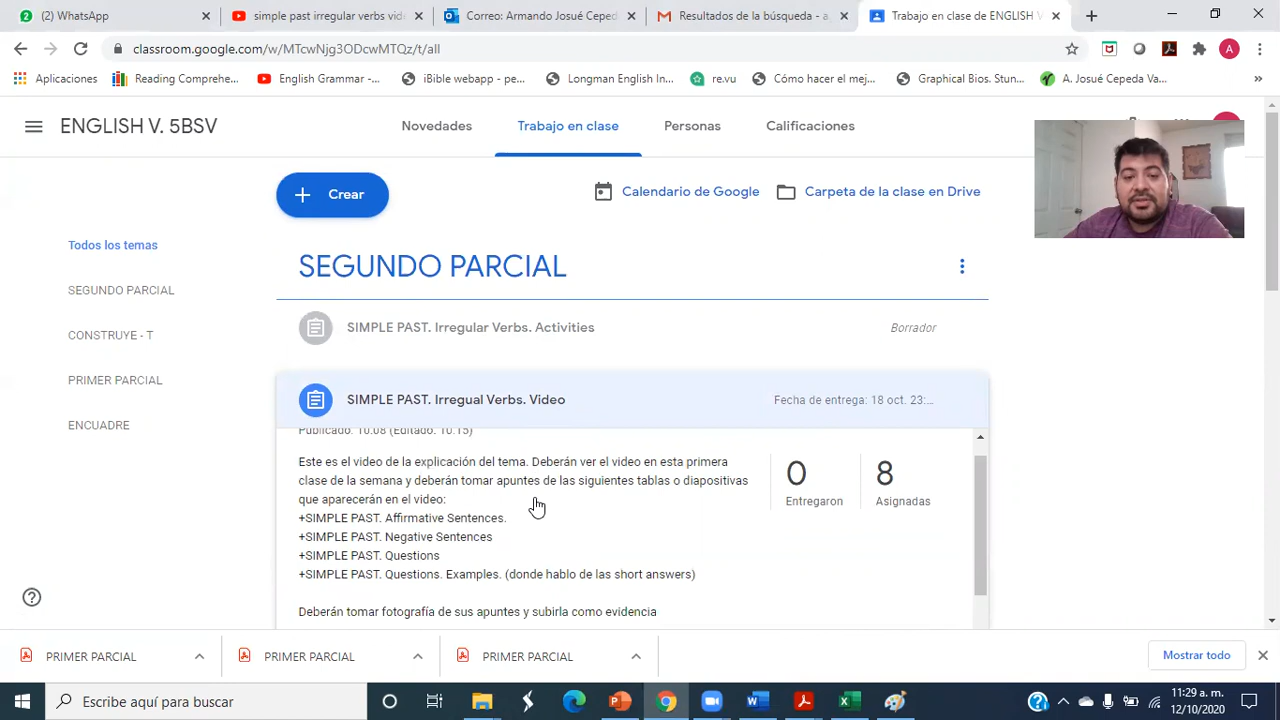 WhatsApp
simple past irregular verbs vid
Correo: Armando Josué Ceped
Resultados de la búsqueda - a
Trabajo en clase de ENGLISH V
classroom.google.com/w/MTcwNjg3ODcwMTQz/t/all
A
Aplicaciones
Reading Comprehe...
English Grammar -...
iBible webapp - pe...
Longman English In...
re.vu
Cómo hacer el mej...
Graphical Bios. Stun...
A. Josué Cepeda Va...
ENGLISH V. 5BSV
Novedades
Trabajo en clase
Personas
Calificaciones
Crear
Calendario de Google
Carpeta de la clase en Drive
Todos los temas
SEGUNDO PARCIAL
CONSTRUYE - T
PRIMER PARCIAL
ENCUADRE
SEGUNDO PARCIAL
SIMPLE PAST. Irregular Verbs. Activities
Borrador
SIMPLE PAST. Irregual Verbs. Video
Fecha de entrega: 18 oct. 23:...
Publicado: 10:08 (Editado: 10:15)
Este es el video de la explicación del tema. Deberán ver el video en esta primera
clase de la semana y deberán tomar apuntes de las siguientes tablas o diapositivas
que aparecerán en el video:
+SIMPLE PAST. Affirmative Sentences.
+SIMPLE PAST. Negative Sentences
+SIMPLE PAST. Questions
+SIMPLE PAST. Questions. Examples. (donde hablo de las short answers)
Deberán tomar fotografía de sus apuntes y subirla como evidencia
0
Entregaron
8
Asignadas
PRIMER PARCIAL
PRIMER PARCIAL
PRIMER PARCIAL
Mostrar todo
Escribe aquí para buscar
11:29 a. m.
12/10/2020